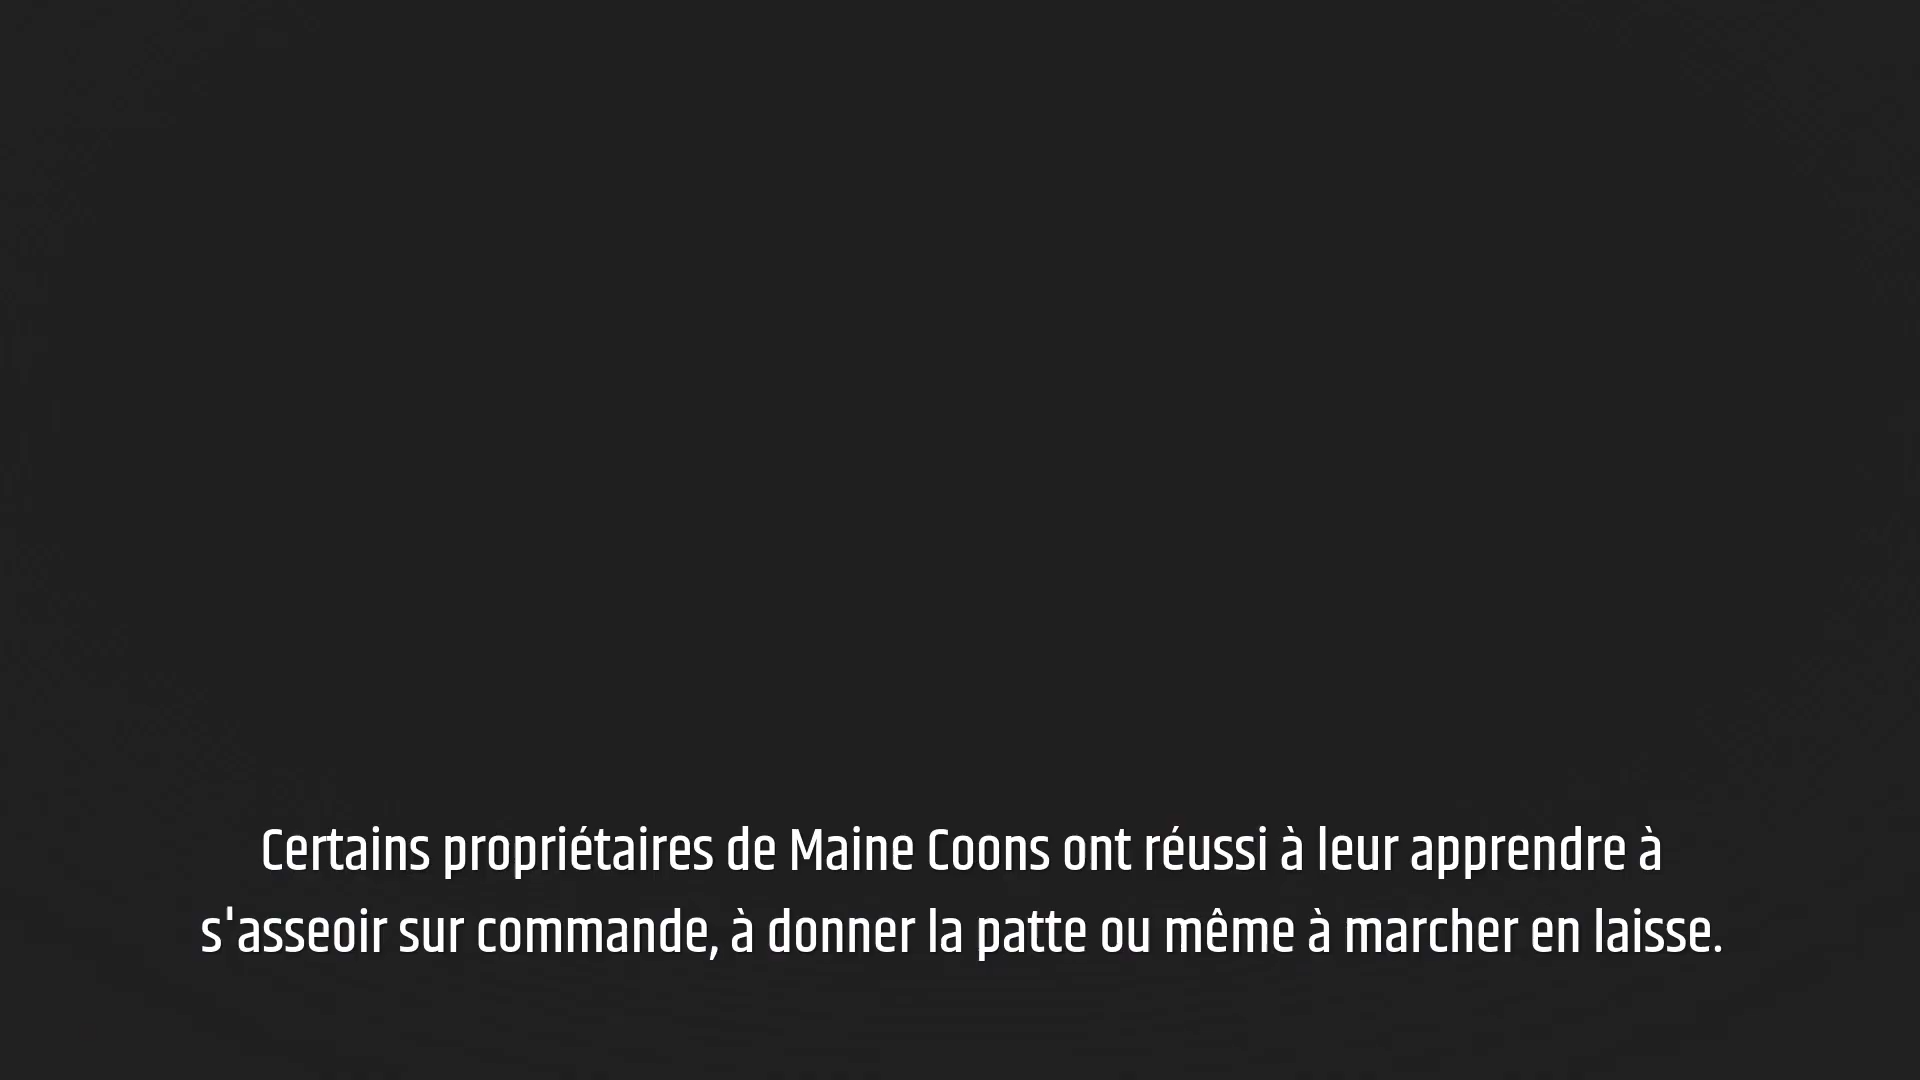 Certains propriétaires de Maine Coons ont réussi à leur apprendre à
s'asseoir sur commande, à donner la patte ou même à marcher en laisse.